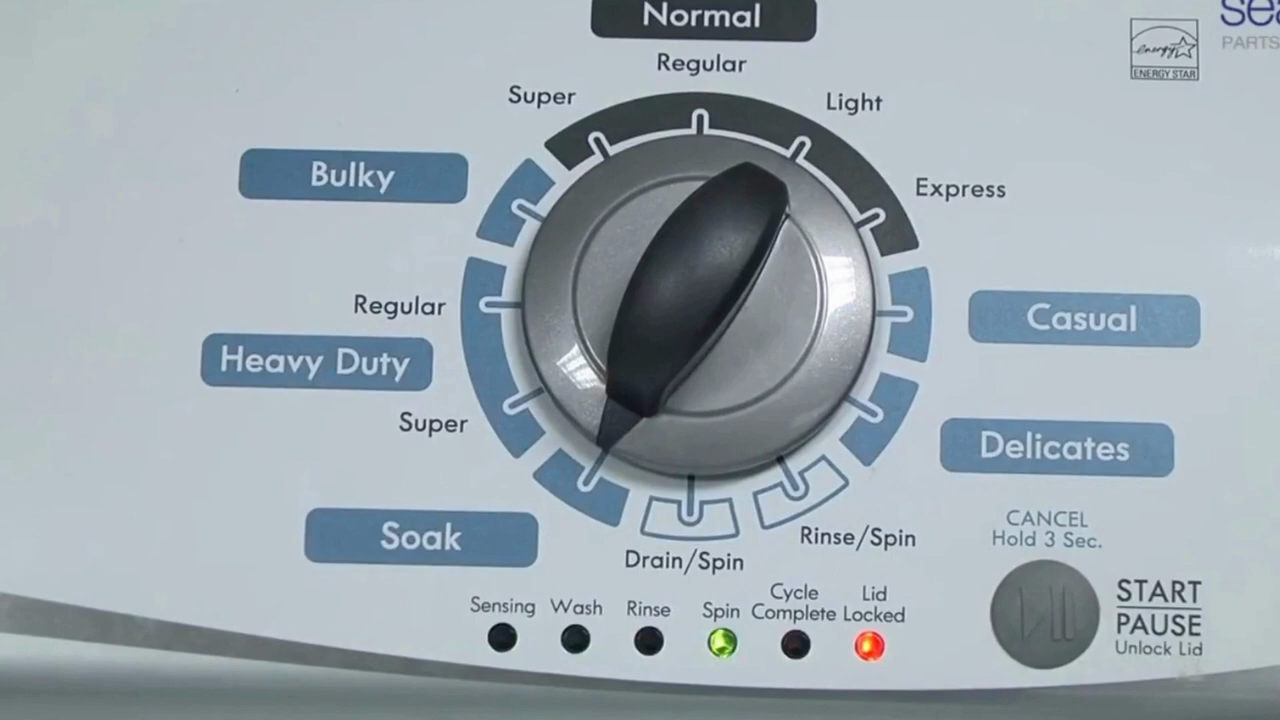 Normal
Regular
Super
Light
Bulky
Express
Regular
Casual
Heavy Duty
Super
Delicates
Soak
Drain/Spin
Rinse/Spin
CANCEL
Hold 3 Sec.
Sensing
Wash
Rinse
Spin
Cycle
Complete
Lid
Locked
START
PAUSE
Unlock Lid
energy
ENERGY STAR
PARTS